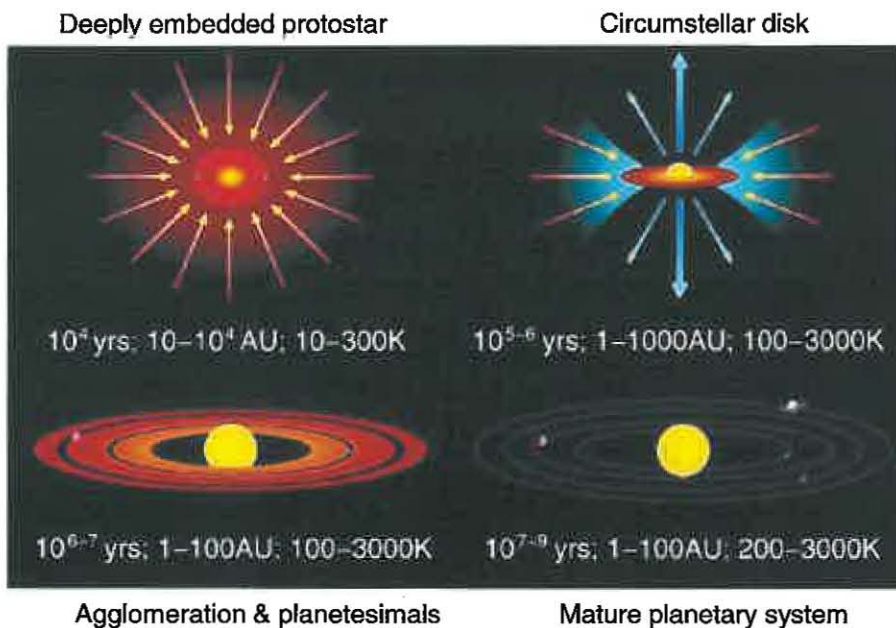 Deeply embedded protostar
Circumstellar disk
10⁴ yrs; 10–10⁴ AU; 10–300K
10⁵⁻⁶ yrs; 1–1000AU; 100–3000K
10⁶⁻⁷ yrs; 1–100AU; 100–3000K
10⁷⁻⁹ yrs; 1–100AU; 200–3000K
Agglomeration & planetesimals
Mature planetary system